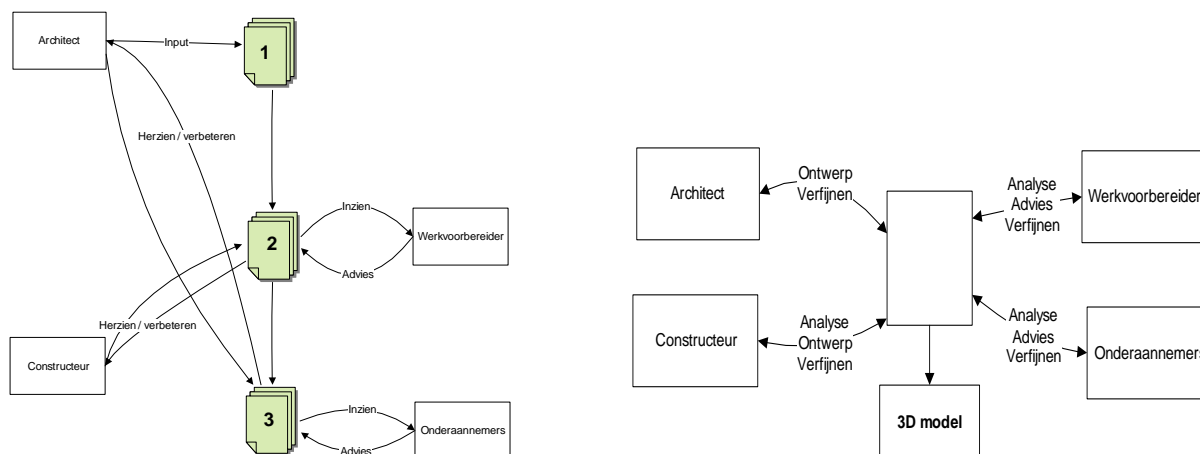 Architect
Input
1
Herzien / verbeteren
2
Inzien
Werkvoorbereider
Advies
Herzien / verbeteren
Constructeur
3
Inzien
Onderaannemers
Advies
Architect
Ontwerp
Verfijnen
Analyse
Advies
Verfijnen
Werkvoorbereider
Constructeur
Analyse
Ontwerp
Verfijnen
Analyse
Advies
Verfijnen
Onderaannemers
3D model